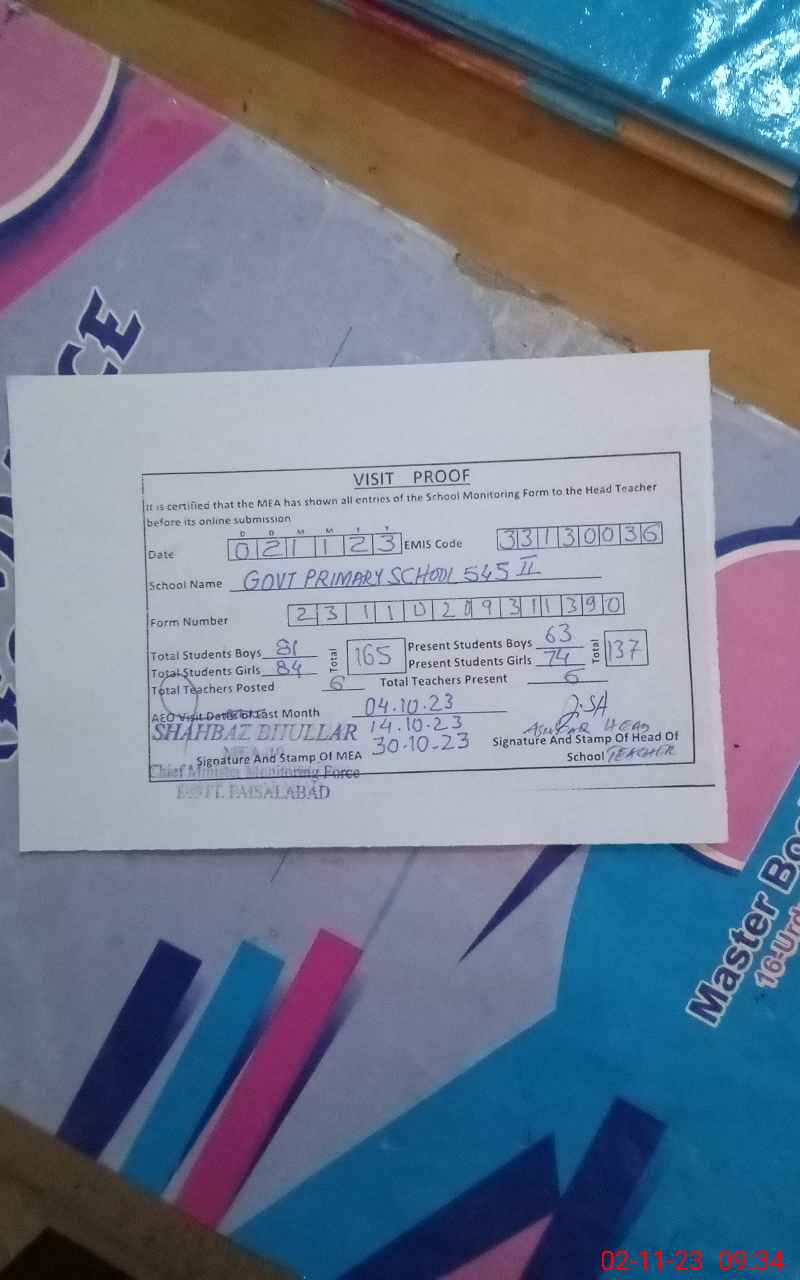 CE
VISIT PROOF
It is certified that the MEA has shown all entries of the School Monitoring Form to the Head Teacher
before its online submission
D D M M Y Y
Date 0 2 1 1 2 3 EMIS Code 3 3 1 3 0 0 3 6
School Name GOVT PRIMARY SCHOOL 545 II
Form Number 2 3 1 1 0 2 0 9 3 1 1 3 9 0
Total Students Boys 81 Total 165 Present Students Boys 63 Total 137
Total Students Girls 84 Present Students Girls 74
Total Teachers Posted 6 Total Teachers Present 6
AEO Visit Dates of Last Month 04.10.23
SHAHBAZ BHULLAR 14.10.23 HEAD
30.10.23
Signature And Stamp Of MEA Signature And Stamp Of Head Of
School TEACHER
Chief Minister Monitoring Force
DISTT. FAISALABAD
Master
16-Urd
02-11-23 09:34